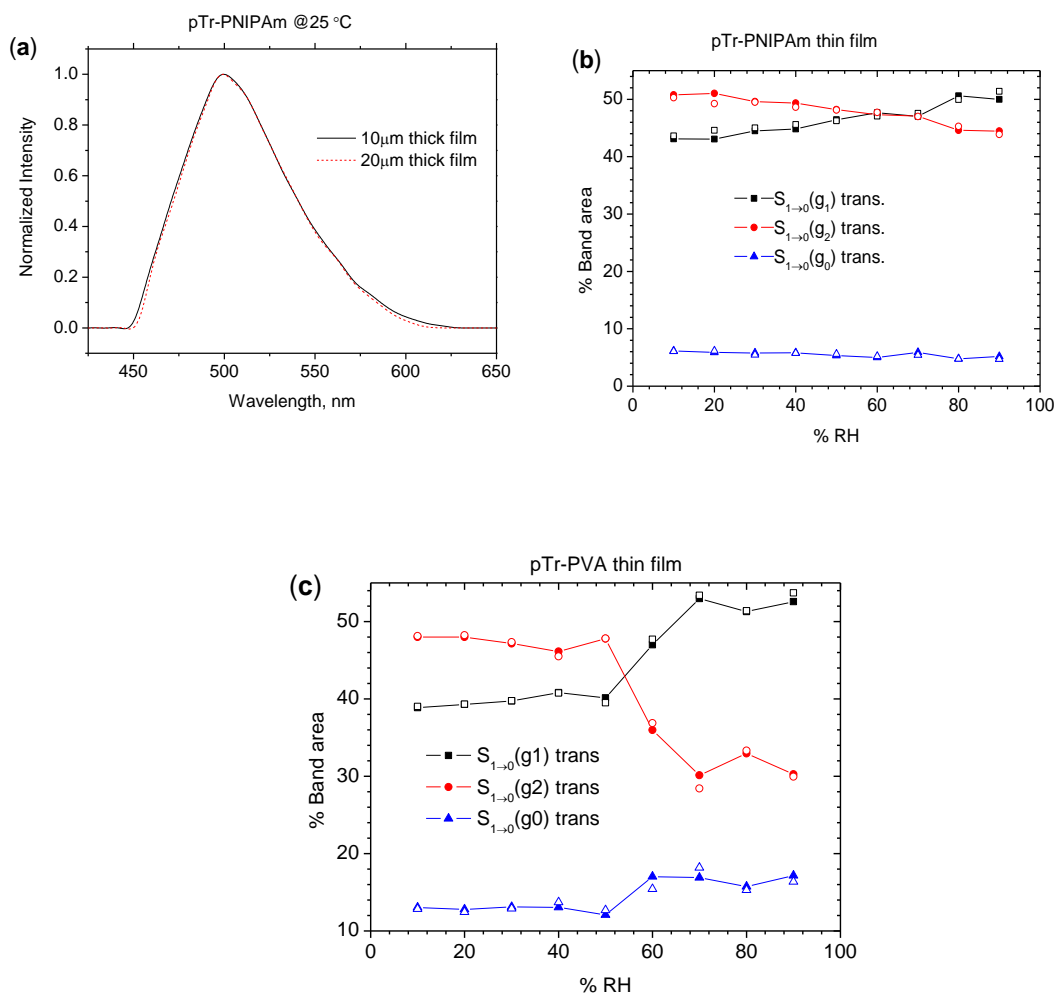 (a)
pTr-PNIPAm @25 °C
Normalized Intensity
1.0
0.8
0.6
0.4
0.2
0.0
10μm thick film
20μm thick film
450 500 550 600 650
Wavelength, nm
(b)
pTr-PNIPAm thin film
% Band area
50
40
30
20
10
0
S1→0(g1) trans.
S1→0(g2) trans.
S1→0(g0) trans.
0 20 40 60 80 100
% RH
(c)
pTr-PVA thin film
% Band area
50
40
30
20
10
S1→0(g1) trans
S1→0(g2) trans
S1→0(g0) trans
0 20 40 60 80 100
% RH